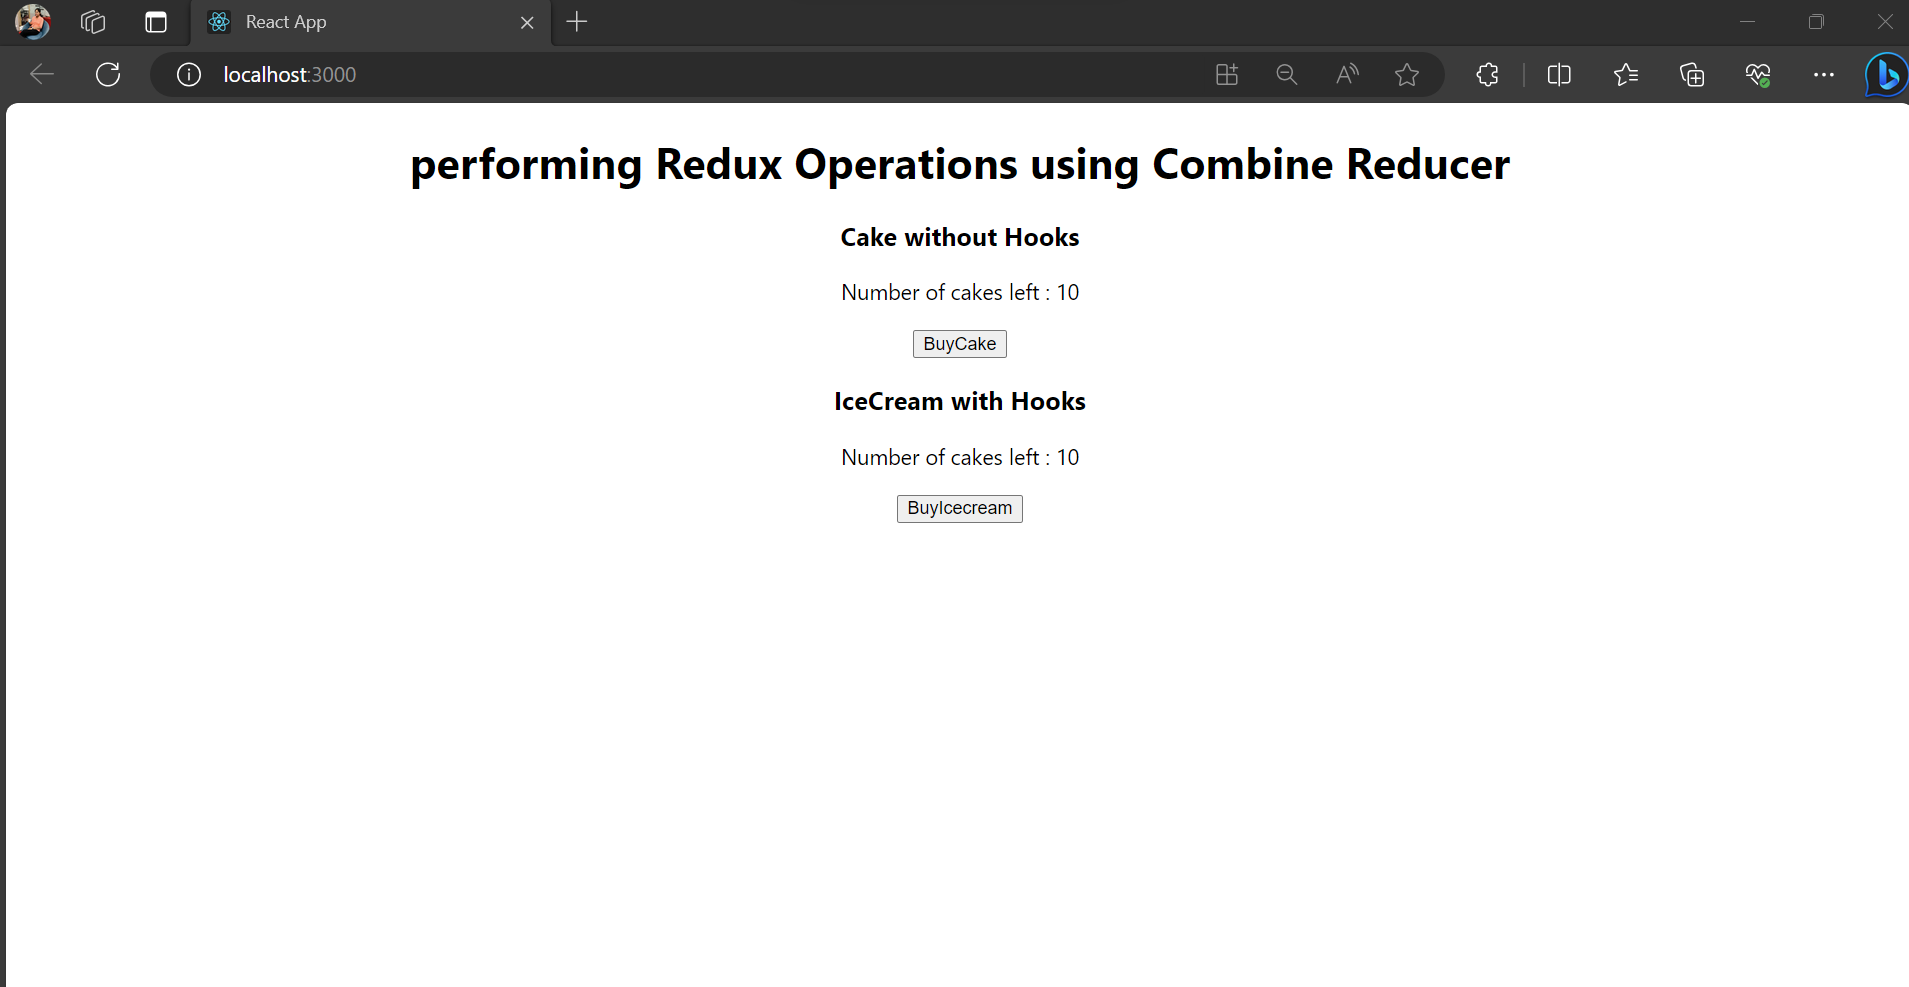 React App
localhost:3000
performing Redux Operations using Combine Reducer
Cake without Hooks
Number of cakes left : 10
BuyCake
IceCream with Hooks
Number of cakes left : 10
BuyIcecream